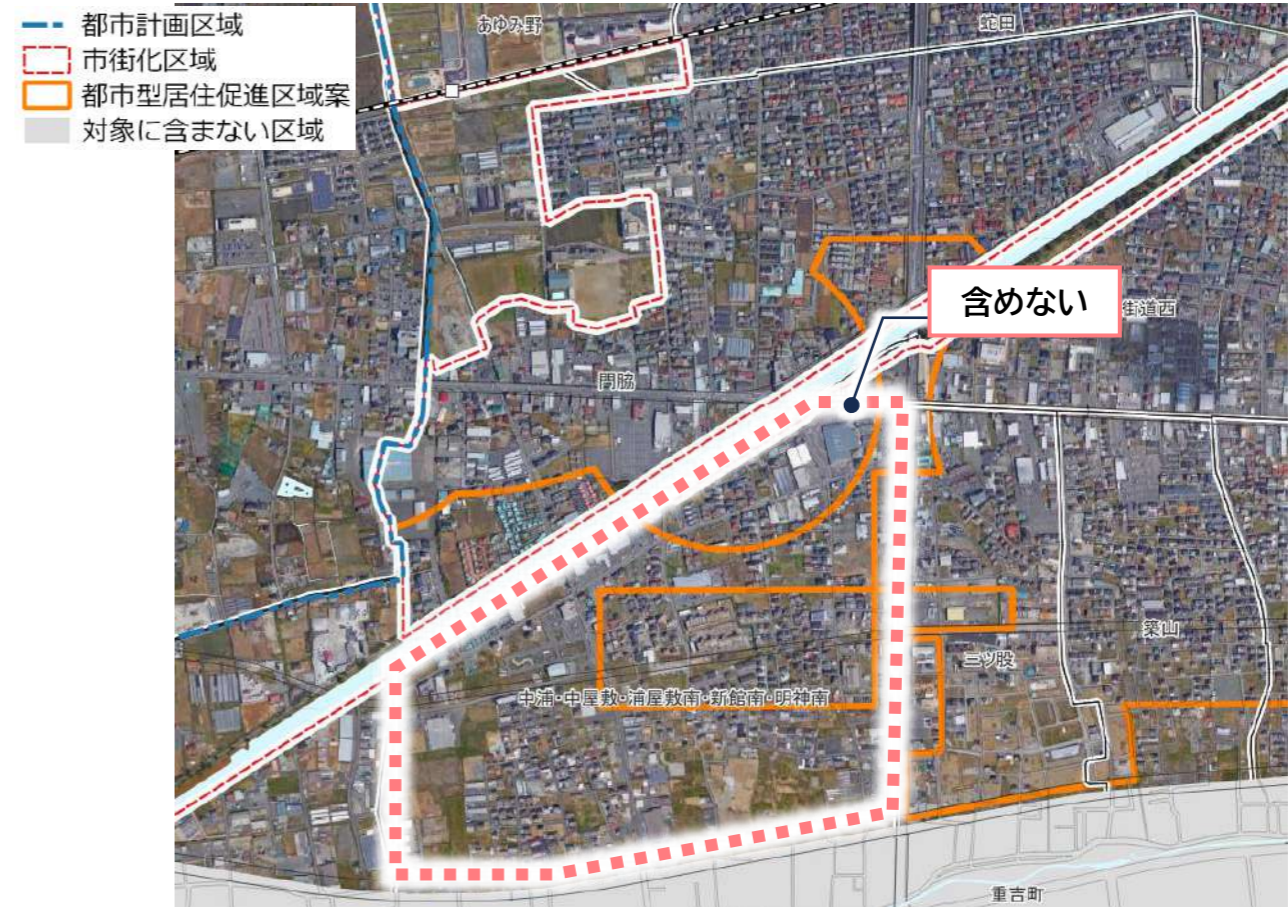 都市計画区域
市街化区域
都市型居住促進区域案
対象に含まない区域
あゆみ野
蛇田
含めない
街道西
門脇
築山
三ツ股
中浦・中屋敷・浦屋敷南・新館南・明神南
重吉町